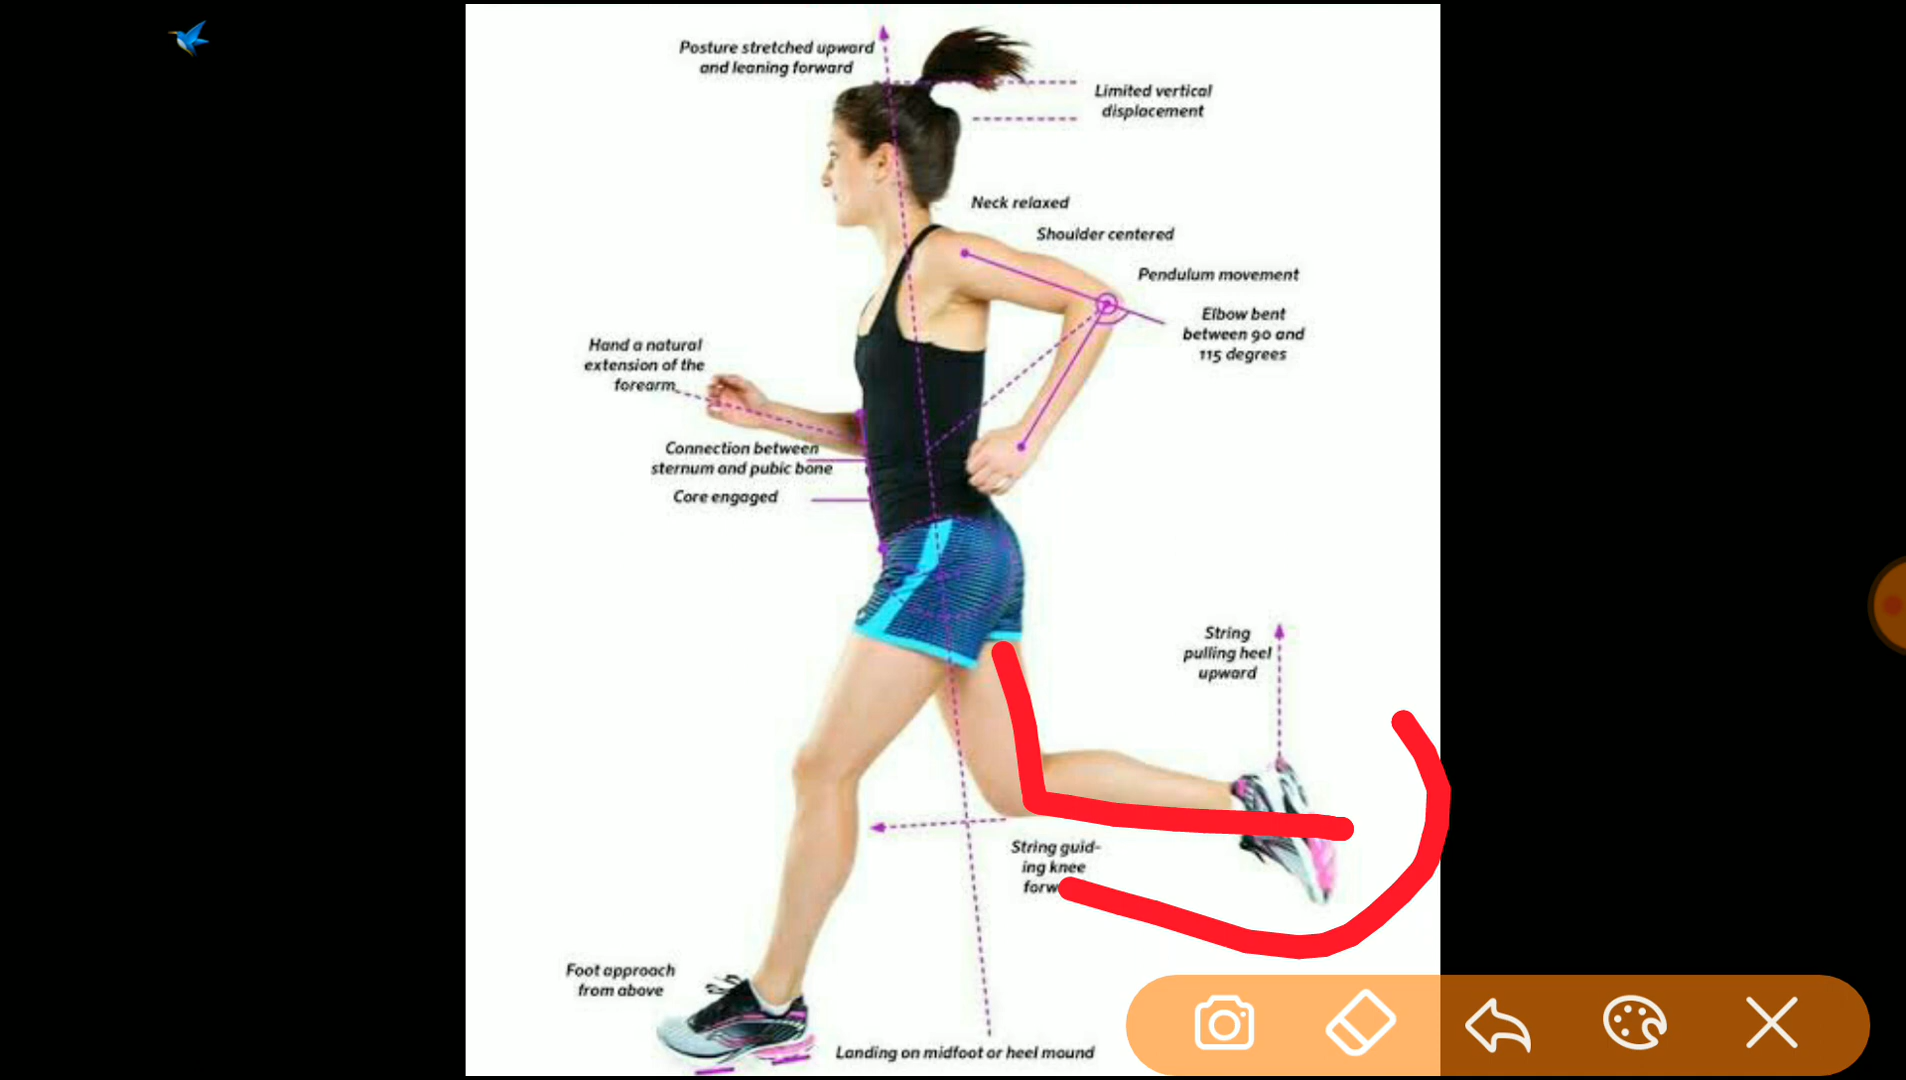 Posture stretched upward
and leaning forward
Limited vertical
displacement
Neck relaxed
Shoulder centered
Pendulum movement
Elbow bent
between 90 and
115 degrees
Hand a natural
extension of the
forearm
Connection between
sternum and pubic bone
Core engaged
String
pulling heel
upward
String guid-
ing knee
forw
Foot approach
from above
Landing on midfoot or heel mound